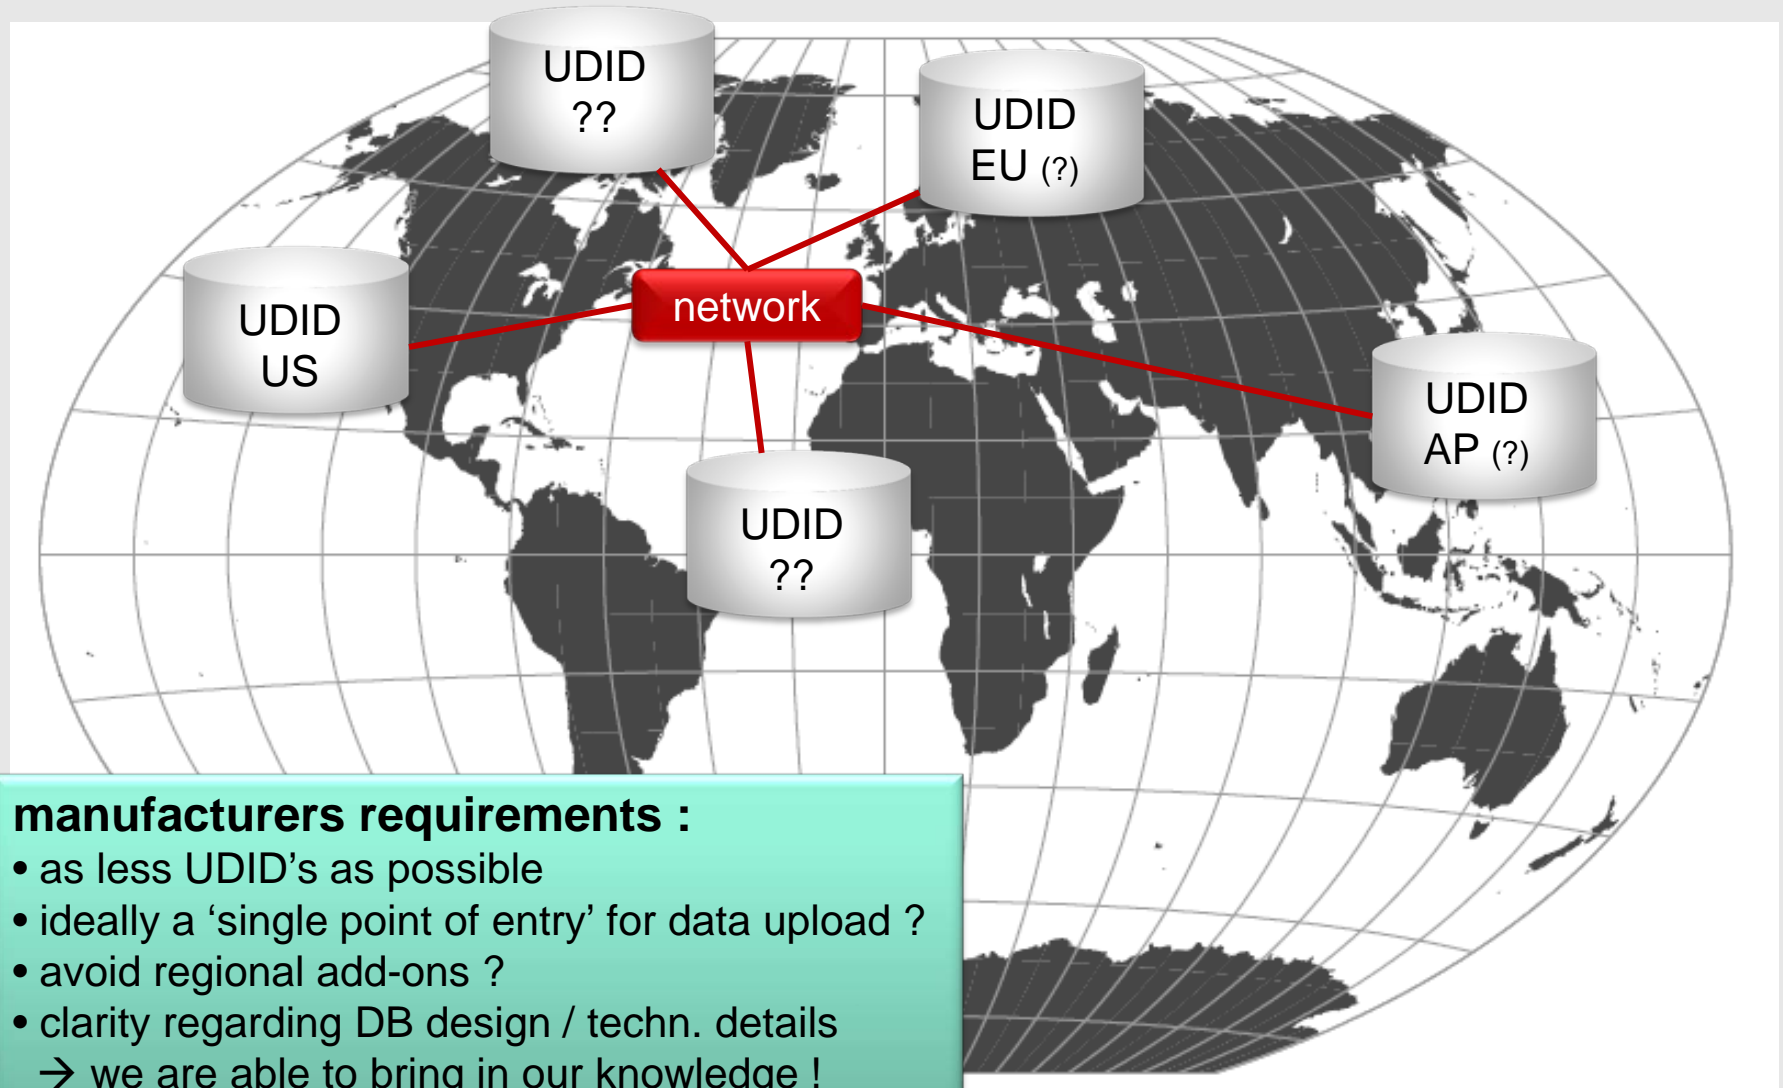 UDID
??
UDID
EU (?)
UDID
US
network
UDID
AP (?)
UDID
??
manufacturers requirements :
• as less UDID’s as possible
• ideally a ‘single point of entry’ for data upload ?
• avoid regional add-ons ?
• clarity regarding DB design / techn. details
→ we are able to bring in our knowledge !